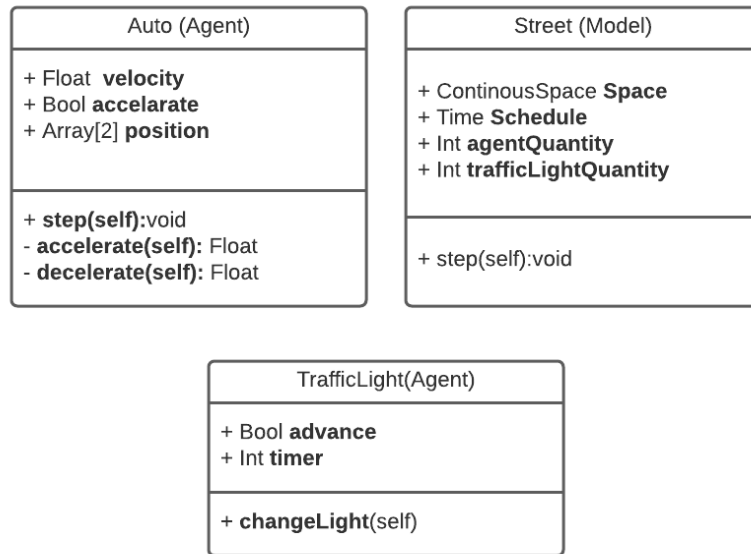 Auto (Agent)
+ Float velocity
+ Bool accelarate
+ Array[2] position
+ step(self):void
- accelerate(self): Float
- decelerate(self): Float
Street (Model)
+ ContinousSpace Space
+ Time Schedule
+ Int agentQuantity
+ Int trafficLightQuantity
+ step(self):void
TrafficLight(Agent)
+ Bool advance
+ Int timer
+ changeLight(self)